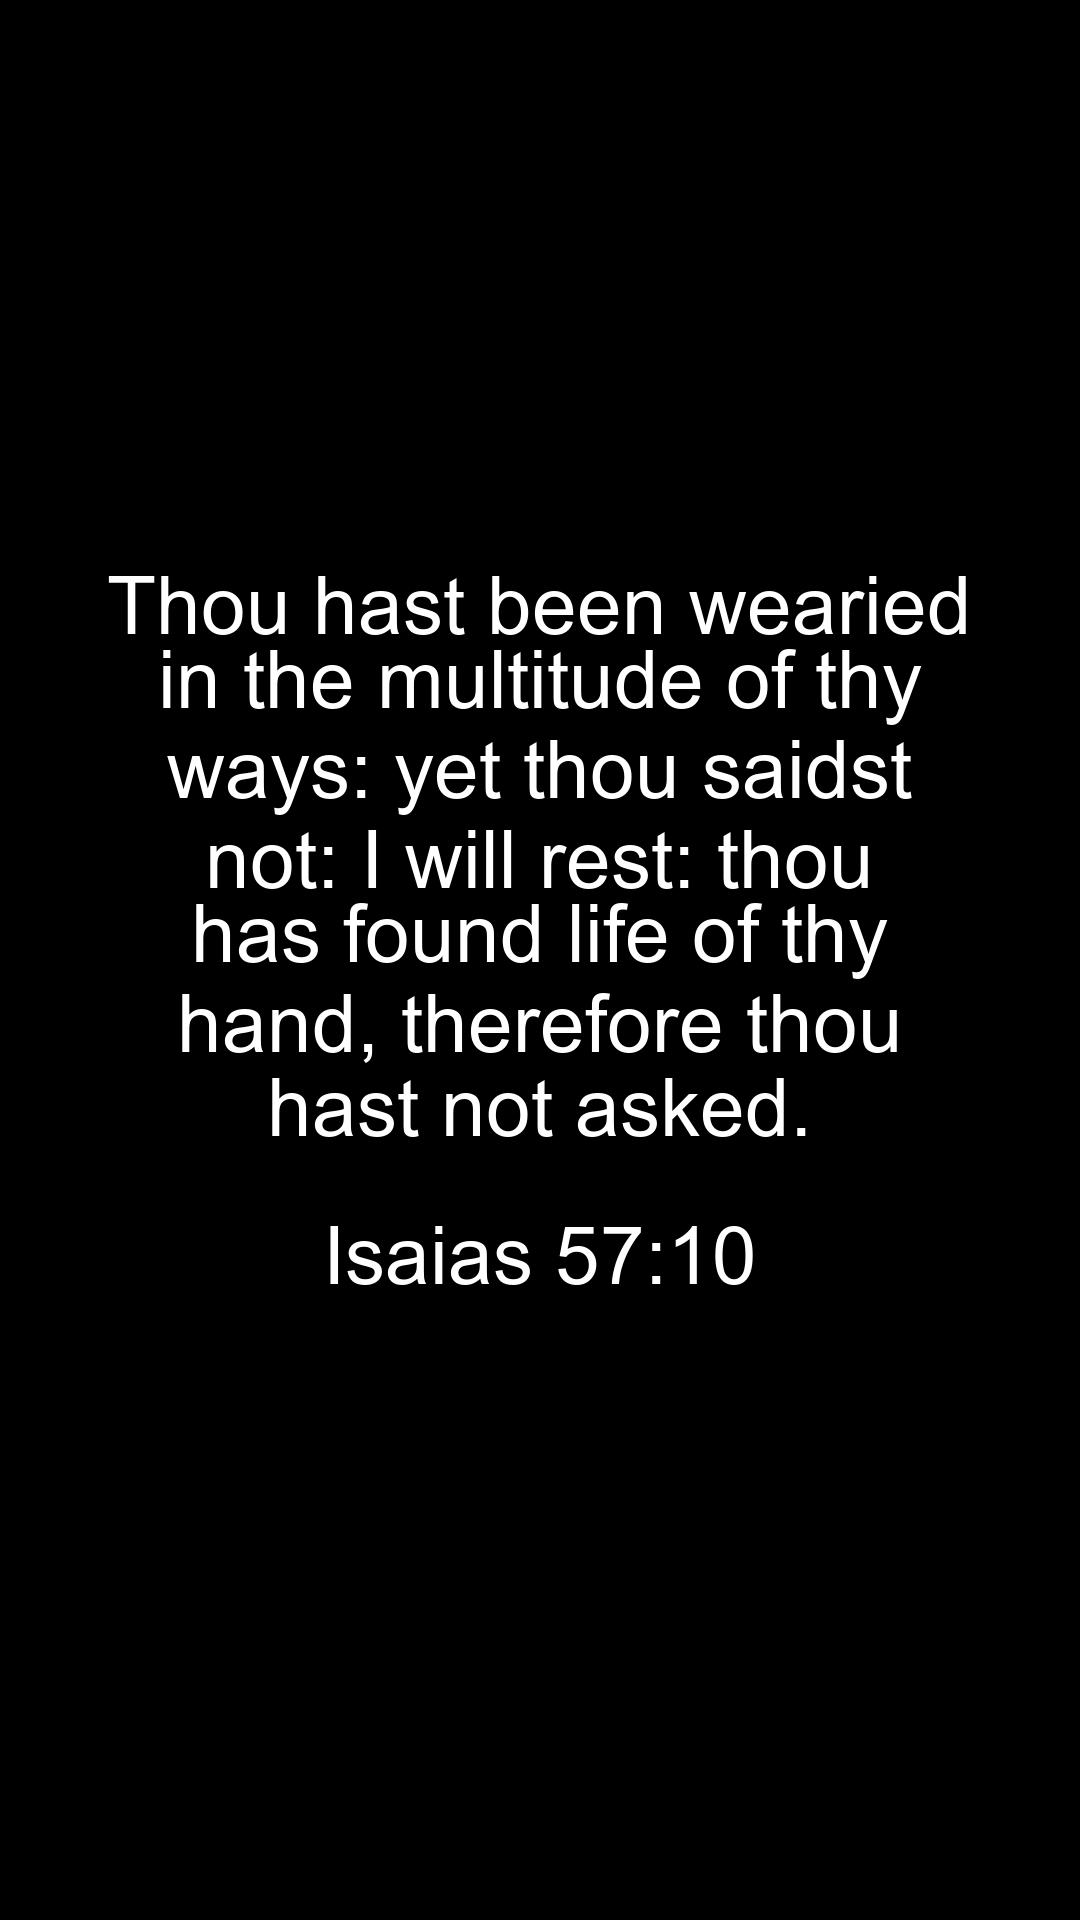 Thou hast been wearied
in the multitude of thy
ways: yet thou saidst
not: I will rest: thou
has found life of thy
hand, therefore thou
hast not asked.
Isaias 57:10